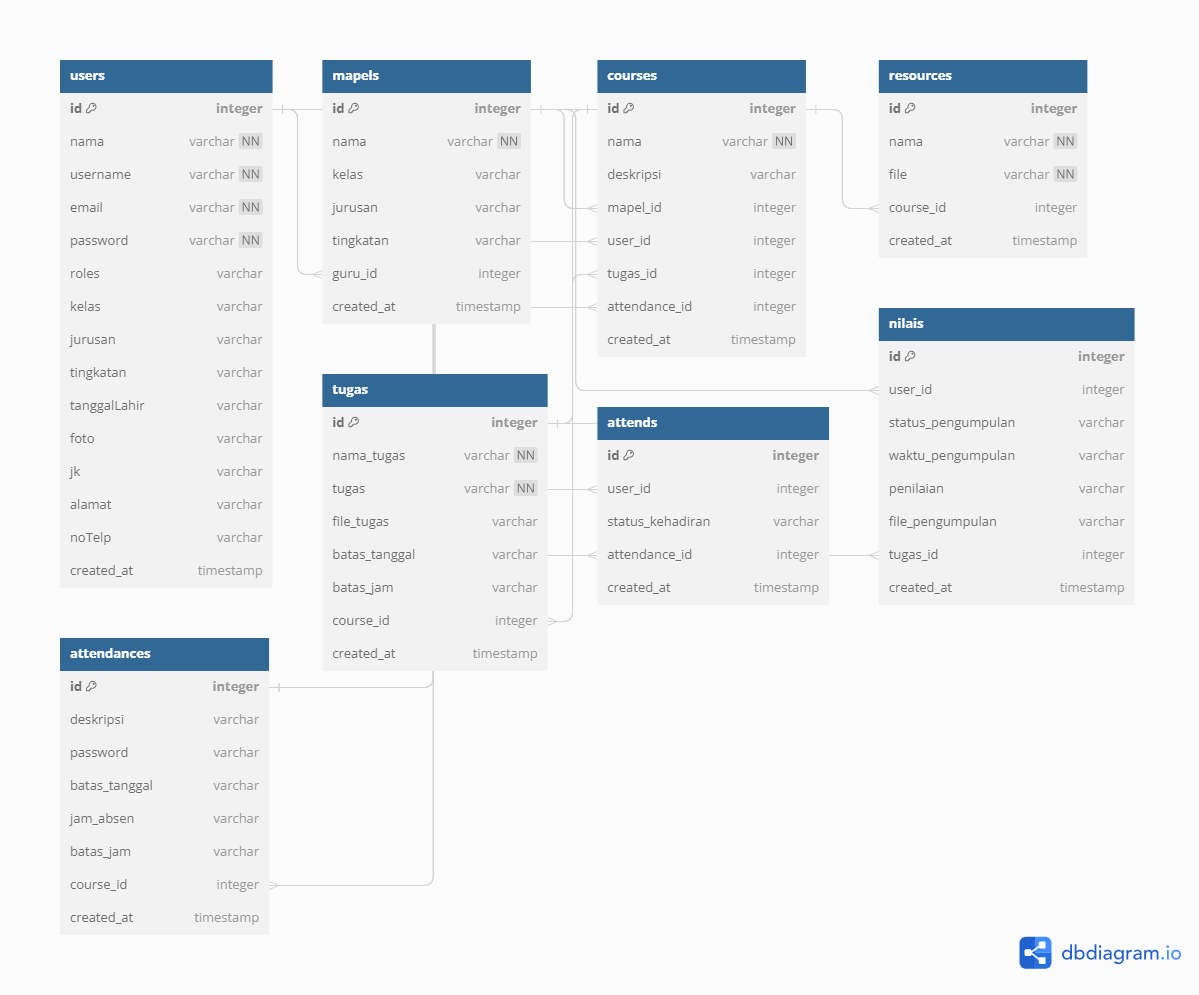 users
id integer
nama varchar NN
username varchar NN
email varchar NN
password varchar NN
roles varchar
kelas varchar
jurusan varchar
tingkatan varchar
tanggalLahir varchar
foto varchar
jk varchar
alamat varchar
noTelp varchar
created_at timestamp
mapels
id integer
nama varchar NN
kelas varchar
jurusan varchar
tingkatan varchar
guru_id integer
created_at timestamp
courses
id integer
nama varchar NN
deskripsi varchar
mapel_id integer
user_id integer
tugas_id integer
attendance_id integer
created_at timestamp
resources
id integer
nama varchar NN
file varchar NN
course_id integer
created_at timestamp
nilais
id integer
user_id integer
status_pengumpulan varchar
waktu_pengumpulan varchar
penilaian varchar
file_pengumpulan varchar
tugas_id integer
created_at timestamp
tugas
id integer
nama_tugas varchar NN
tugas varchar NN
file_tugas varchar
batas_tanggal varchar
batas_jam varchar
course_id integer
created_at timestamp
attends
id integer
user_id integer
status_kehadiran varchar
attendance_id integer
created_at timestamp
attendances
id integer
deskripsi varchar
password varchar
batas_tanggal varchar
jam_absen varchar
batas_jam varchar
course_id integer
created_at timestamp
dbdiagram.io